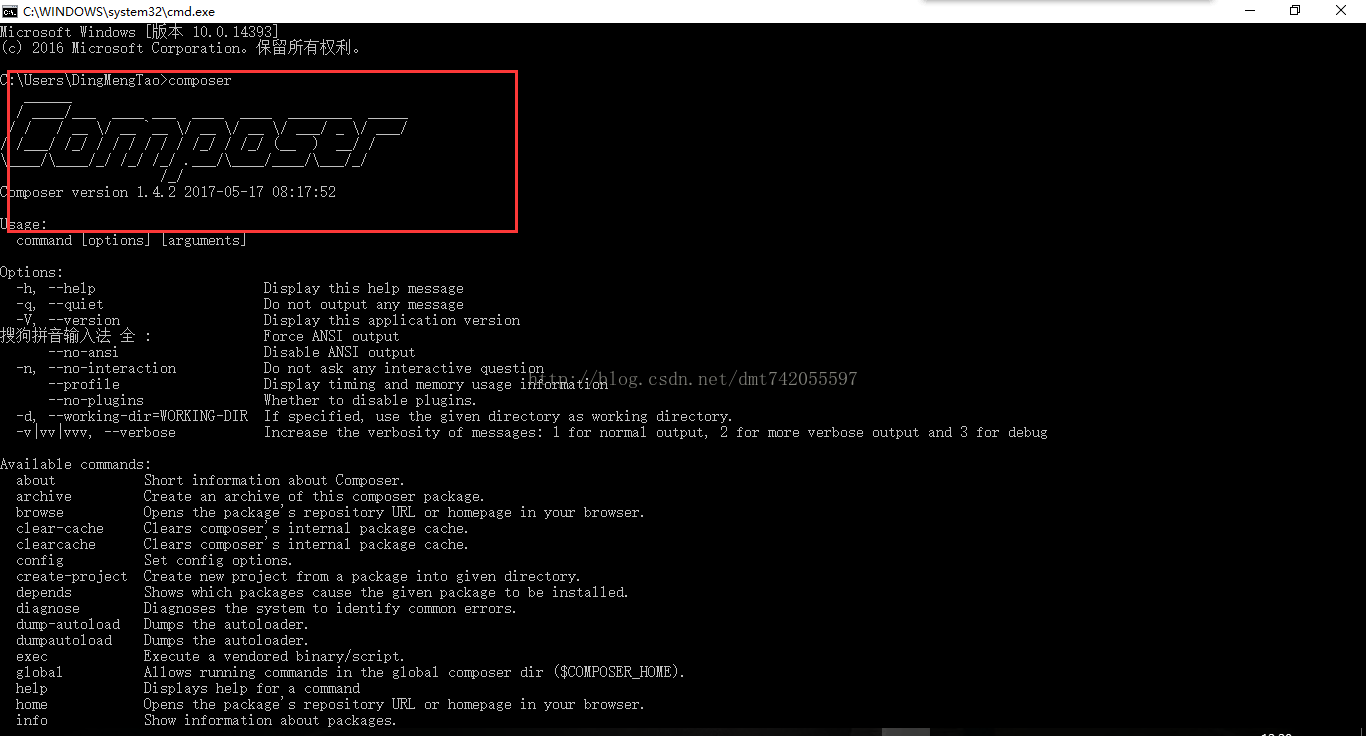 C:\WINDOWS\system32\cmd.exe
Microsoft Windows [版本 10.0.14393]
(c) 2016 Microsoft Corporation。保留所有权利。
C:\Users\DingMengTao>composer
Composer
Composer version 1.4.2 2017-05-17 08:17:52
Usage:
command [options] [arguments]
Options:
-h, --help Display this help message
-q, --quiet Do not output any message
-V, --version Display this application version
搜狗拼音输入法 全 : Force ANSI output
--no-ansi Disable ANSI output
-n, --no-interaction Do not ask any interactive question
http://blog.csdn.net/dmt742055597
--profile Display timing and memory usage information
--no-plugins Whether to disable plugins.
-d, --working-dir=WORKING-DIR If specified, use the given directory as working directory.
-v|vv|vvv, --verbose Increase the verbosity of messages: 1 for normal output, 2 for more verbose output and 3 for debug
Available commands:
about Short information about Composer.
archive Create an archive of this composer package.
browse Opens the package's repository URL or homepage in your browser.
clear-cache Clears composer's internal package cache.
clearcache Clears composer's internal package cache.
config Set config options.
create-project Create new project from a package into given directory.
depends Shows which packages cause the given package to be installed.
diagnose Diagnoses the system to identify common errors.
dump-autoload Dumps the autoloader.
dumpautoload Dumps the autoloader.
exec Execute a vendored binary/script.
global Allows running commands in the global composer dir ($COMPOSER_HOME).
help Displays help for a command
home Opens the package's repository URL or homepage in your browser.
info Show information about packages.